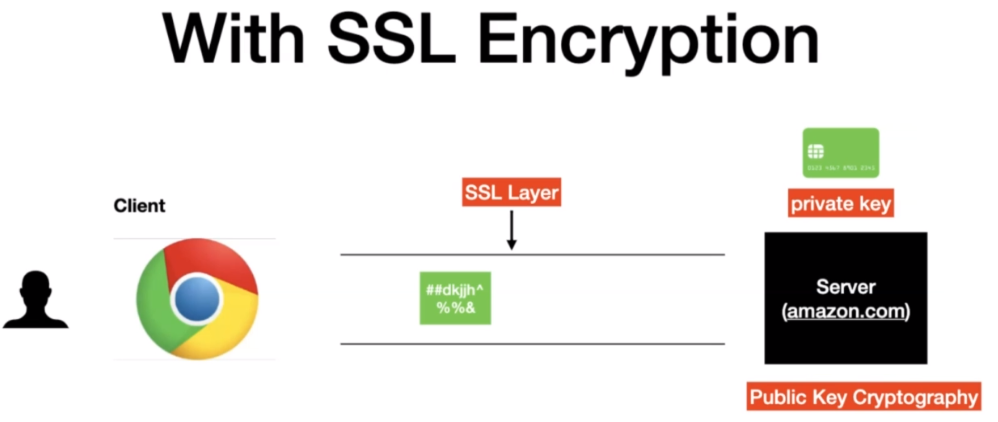 With SSL Encryption
SSL Layer
private key
Client
##dkjjh^
%%&
Server
(amazon.com)
Public Key Cryptography